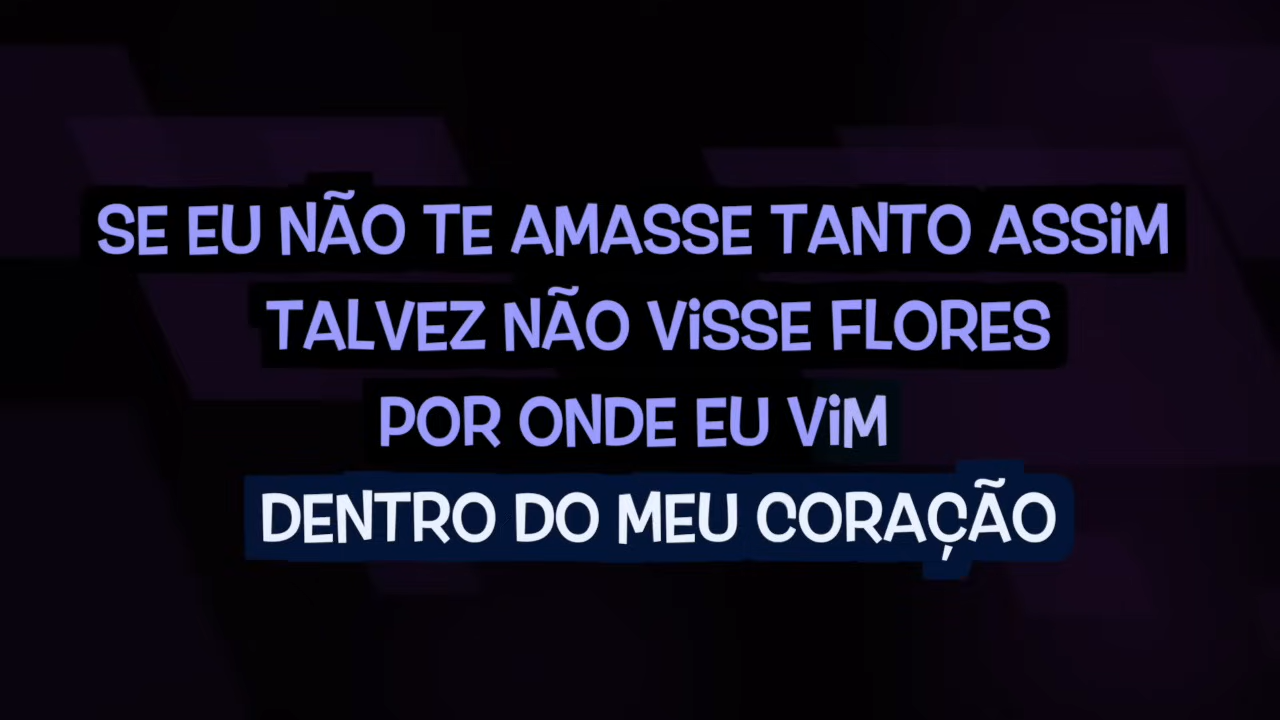 SE EU NÃO TE AMASSE TANTO ASSIM
TALVEZ NÃO VISSE FLORES
POR ONDE EU VIM
DENTRO DO MEU CORAÇÃO